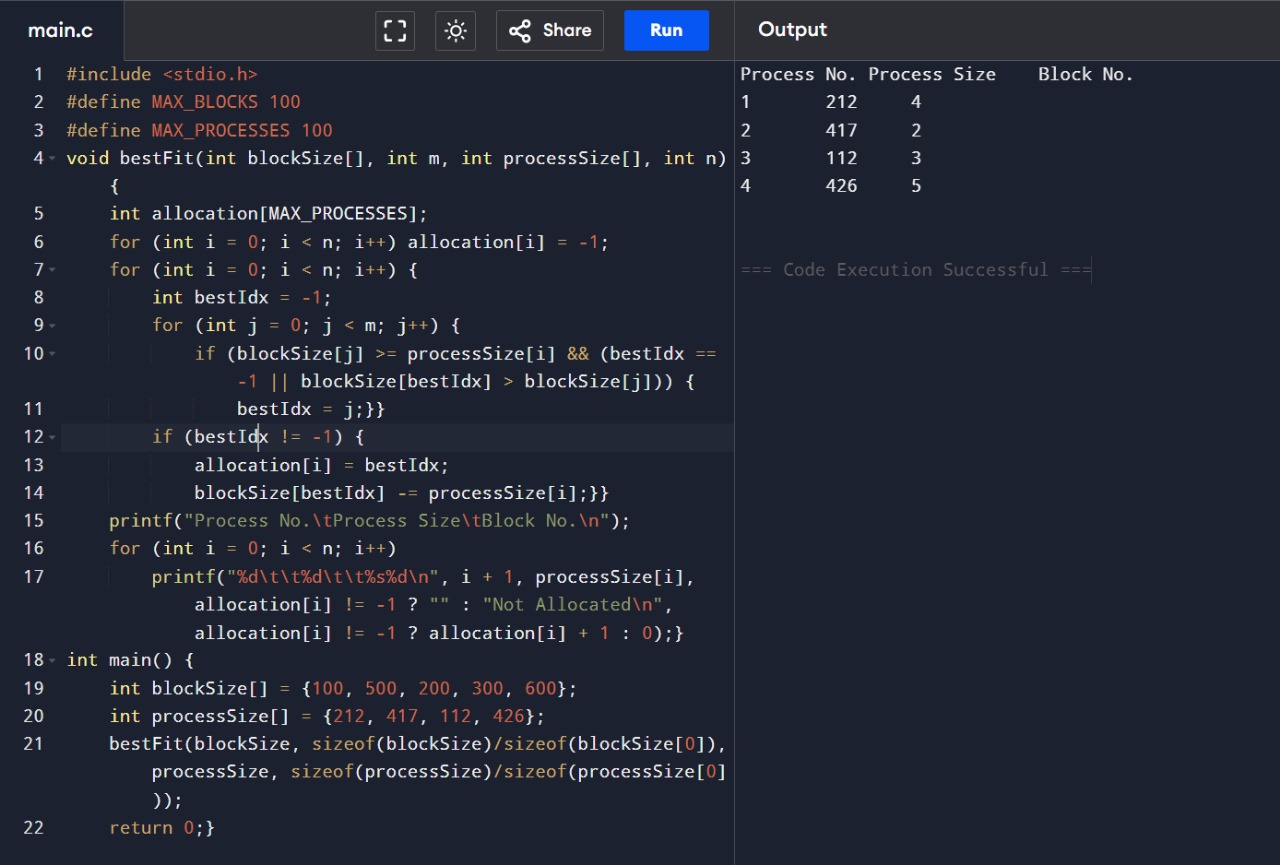 main.c
Share
Run
Output
1 #include <stdio.h>
2 #define MAX_BLOCKS 100
3 #define MAX_PROCESSES 100
4 void bestFit(int blockSize[], int m, int processSize[], int n)
{
5 int allocation[MAX_PROCESSES];
6 for (int i = 0; i < n; i++) allocation[i] = -1;
7 for (int i = 0; i < n; i++) {
8 int bestIdx = -1;
9 for (int j = 0; j < m; j++) {
10 if (blockSize[j] >= processSize[i] && (bestIdx ==
-1 || blockSize[bestIdx] > blockSize[j])) {
11 bestIdx = j;}}
12 if (bestIdx != -1) {
13 allocation[i] = bestIdx;
14 blockSize[bestIdx] -= processSize[i];}}
15 printf("Process No.\tProcess Size\tBlock No.\n");
16 for (int i = 0; i < n; i++)
17 printf("%d\t\t%d\t\t%s%d\n", i + 1, processSize[i],
allocation[i] != -1 ? "" : "Not Allocated\n",
allocation[i] != -1 ? allocation[i] + 1 : 0);}
18 int main() {
19 int blockSize[] = {100, 500, 200, 300, 600};
20 int processSize[] = {212, 417, 112, 426};
21 bestFit(blockSize, sizeof(blockSize)/sizeof(blockSize[0]),
processSize, sizeof(processSize)/sizeof(processSize[0]
));
22 return 0;}
Process No. Process Size Block No.
1 212 4
2 417 2
3 112 3
4 426 5
=== Code Execution Successful ===